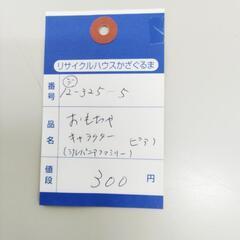 リサイクルハウスかざぐるま
番号 12-325-5
品名 おもちゃ
キャラクター ピアノ
(シルバニアファミリー)
値段 300 円